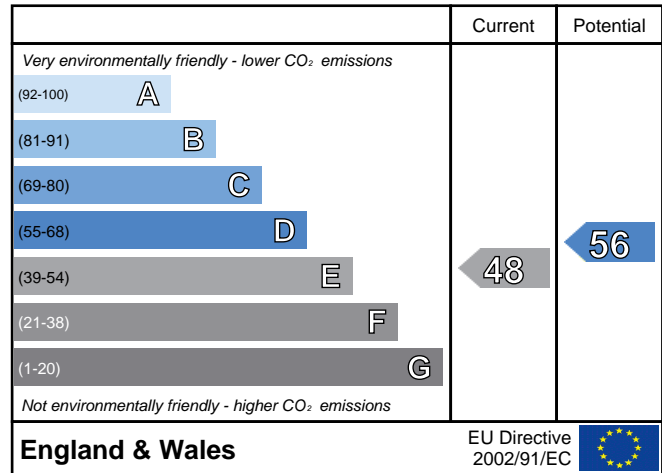 Current Potential
Very environmentally friendly - lower CO₂ emissions
(92-100) A
(81-91) B
(69-80) C
(55-68) D
56
(39-54) E
48
(21-38) F
(1-20) G
Not environmentally friendly - higher CO₂ emissions
England & Wales
EU Directive
2002/91/EC